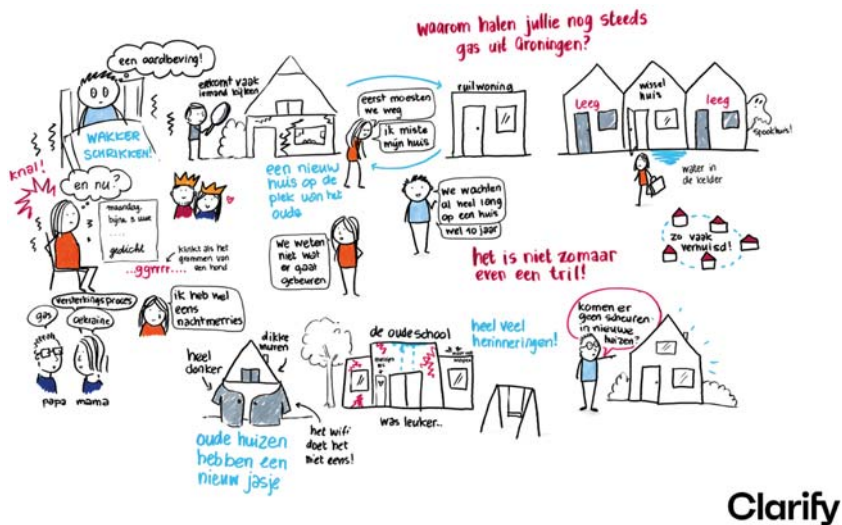 waarom halen jullie nog steeds
gas uit Groningen?
een aardbeving!
WAKKER
SCHRIKKEN!
er komt vaak
iemand kijken
eerst moesten
we weg
ik miste
mijn huis
een nieuw
huis op de
plek van het
oude
ruilwoning
leeg
wissel
huis
leeg
spookhuis!
water in
de kelder
knal!
en nu?
maandag,
bijna 3 uur
.....
....
gedicht
...ggrrrr....
klinkt als het
grommen van
een hond
we wachten
al heel lang
op een huis
wel 10 jaar
We weten
niet wat
er gaat
gebeuren
het is niet zomaar
even een tril!
zo vaak
verhuisd!
versterkingsproces
gas
oekraïne
papa
mama
ik heb wel
eens
nachtmerries
heel
donker
dikke
muren
het wifi
doet het
niet eens!
oude huizen
hebben een
nieuw jasje
de oude school
was leuker..
heel veel
herinneringen!
komen er
geen scheuren
in nieuwe
huizen?
Clarify